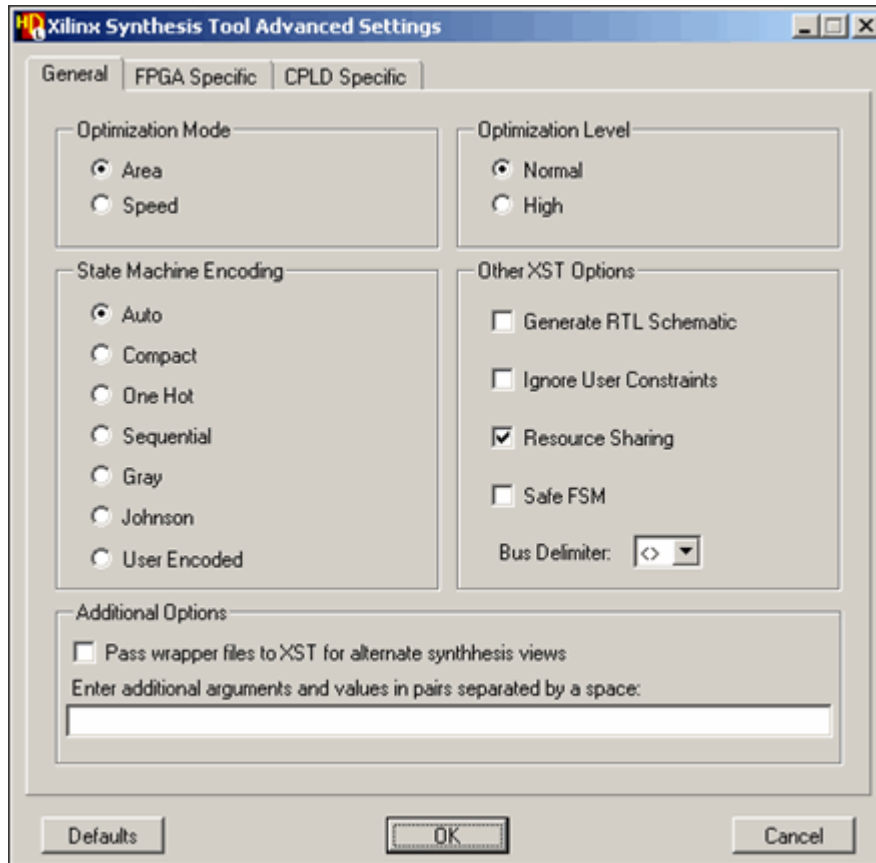 Xilinx Synthesis Tool Advanced Settings
General FPGA Specific CPLD Specific
Optimization Mode
Area
Speed
Optimization Level
Normal
High
State Machine Encoding
Auto
Compact
One Hot
Sequential
Gray
Johnson
User Encoded
Other XST Options
Generate RTL Schematic
Ignore User Constraints
Resource Sharing
Safe FSM
Bus Delimiter: <>
Additional Options
Pass wrapper files to XST for alternate synthhesis views
Enter additional arguments and values in pairs separated by a space:
Defaults OK Cancel